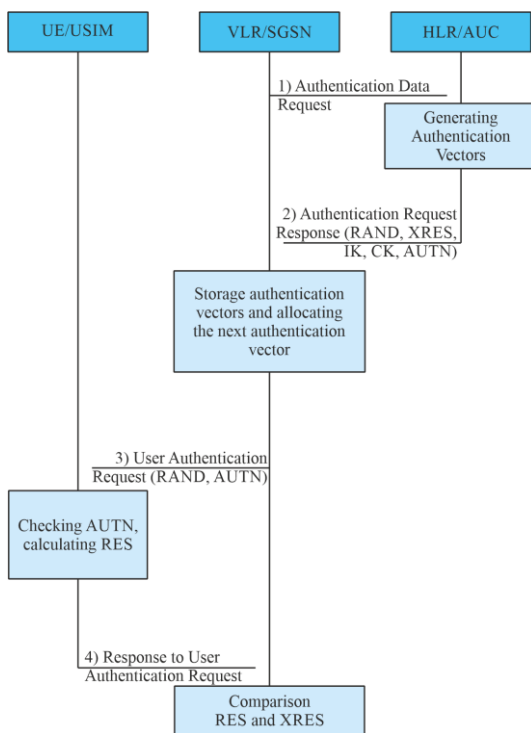 UE/USIM
VLR/SGSN
HLR/AUC
1) Authentication Data
Request
Generating
Authentication
Vectors
2) Authentication Request
Response (RAND, XRES,
IK, CK, AUTN)
Storage authentication
vectors and allocating
the next authentication
vector
3) User Authentication
Request (RAND, AUTN)
Checking AUTN,
calculating RES
4) Response to User
Authentication Request
Comparison
RES and XRES